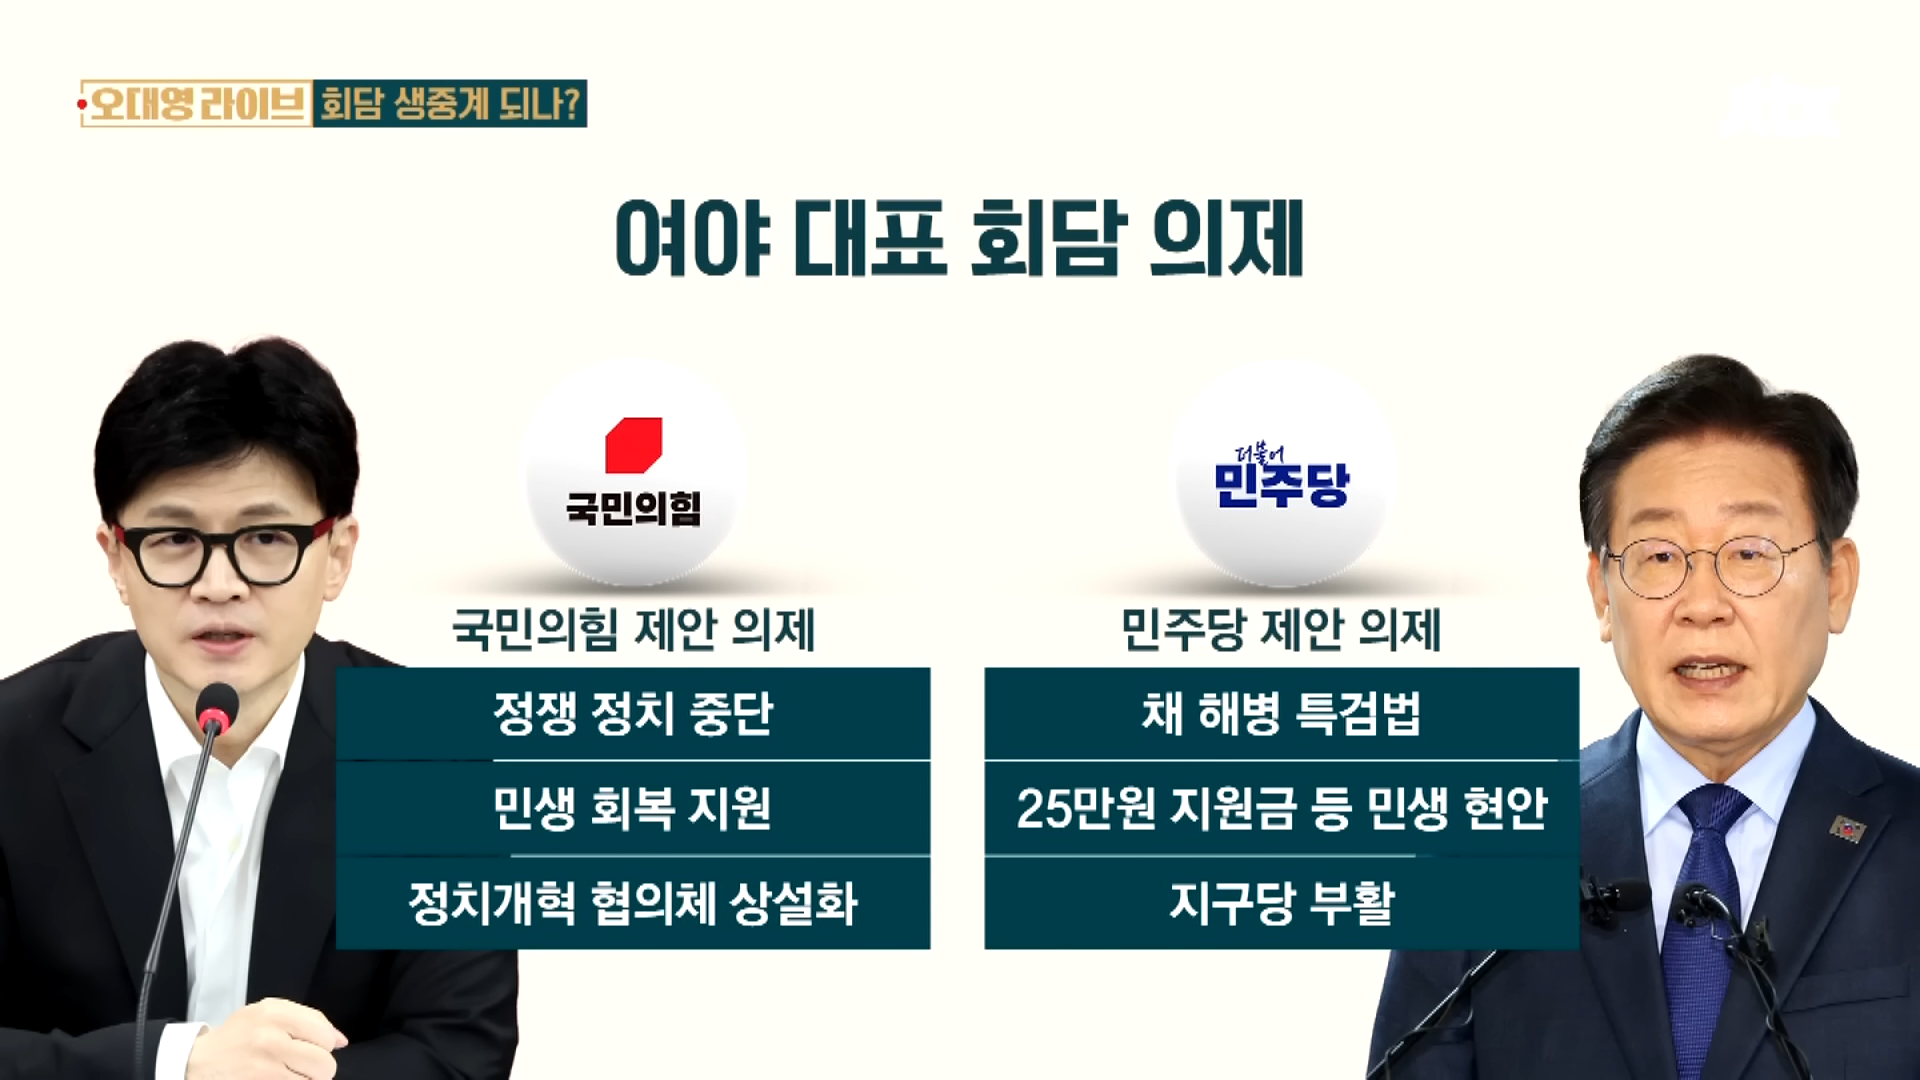 오대영 라이브 회담 생중계 되나?
여야 대표 회담 의제
국민의힘
더불어
민주당
국민의힘 제안 의제
정쟁 정치 중단
민생 회복 지원
정치개혁 협의체 상설화
민주당 제안 의제
채 해병 특검법
25만원 지원금 등 민생 현안
지구당 부활